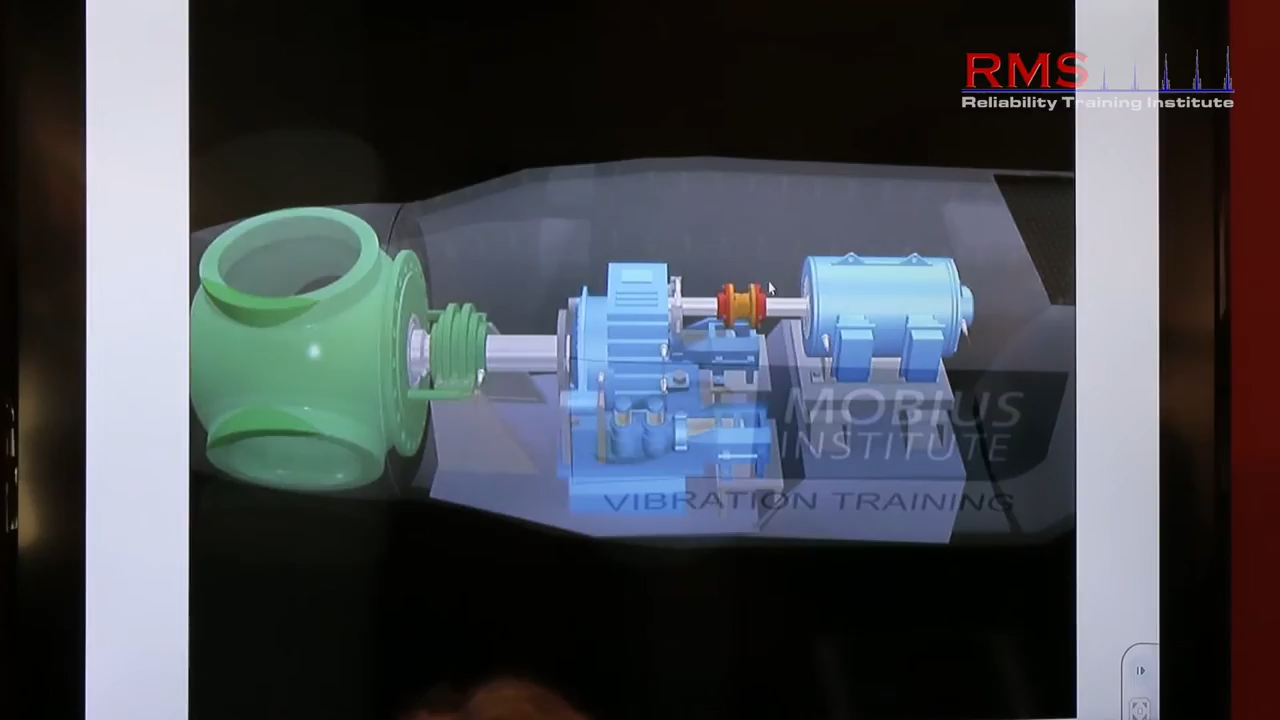 RMS
Reliability Training Institute
MOBIUS
INSTITUTE
VIBRATION TRAINING